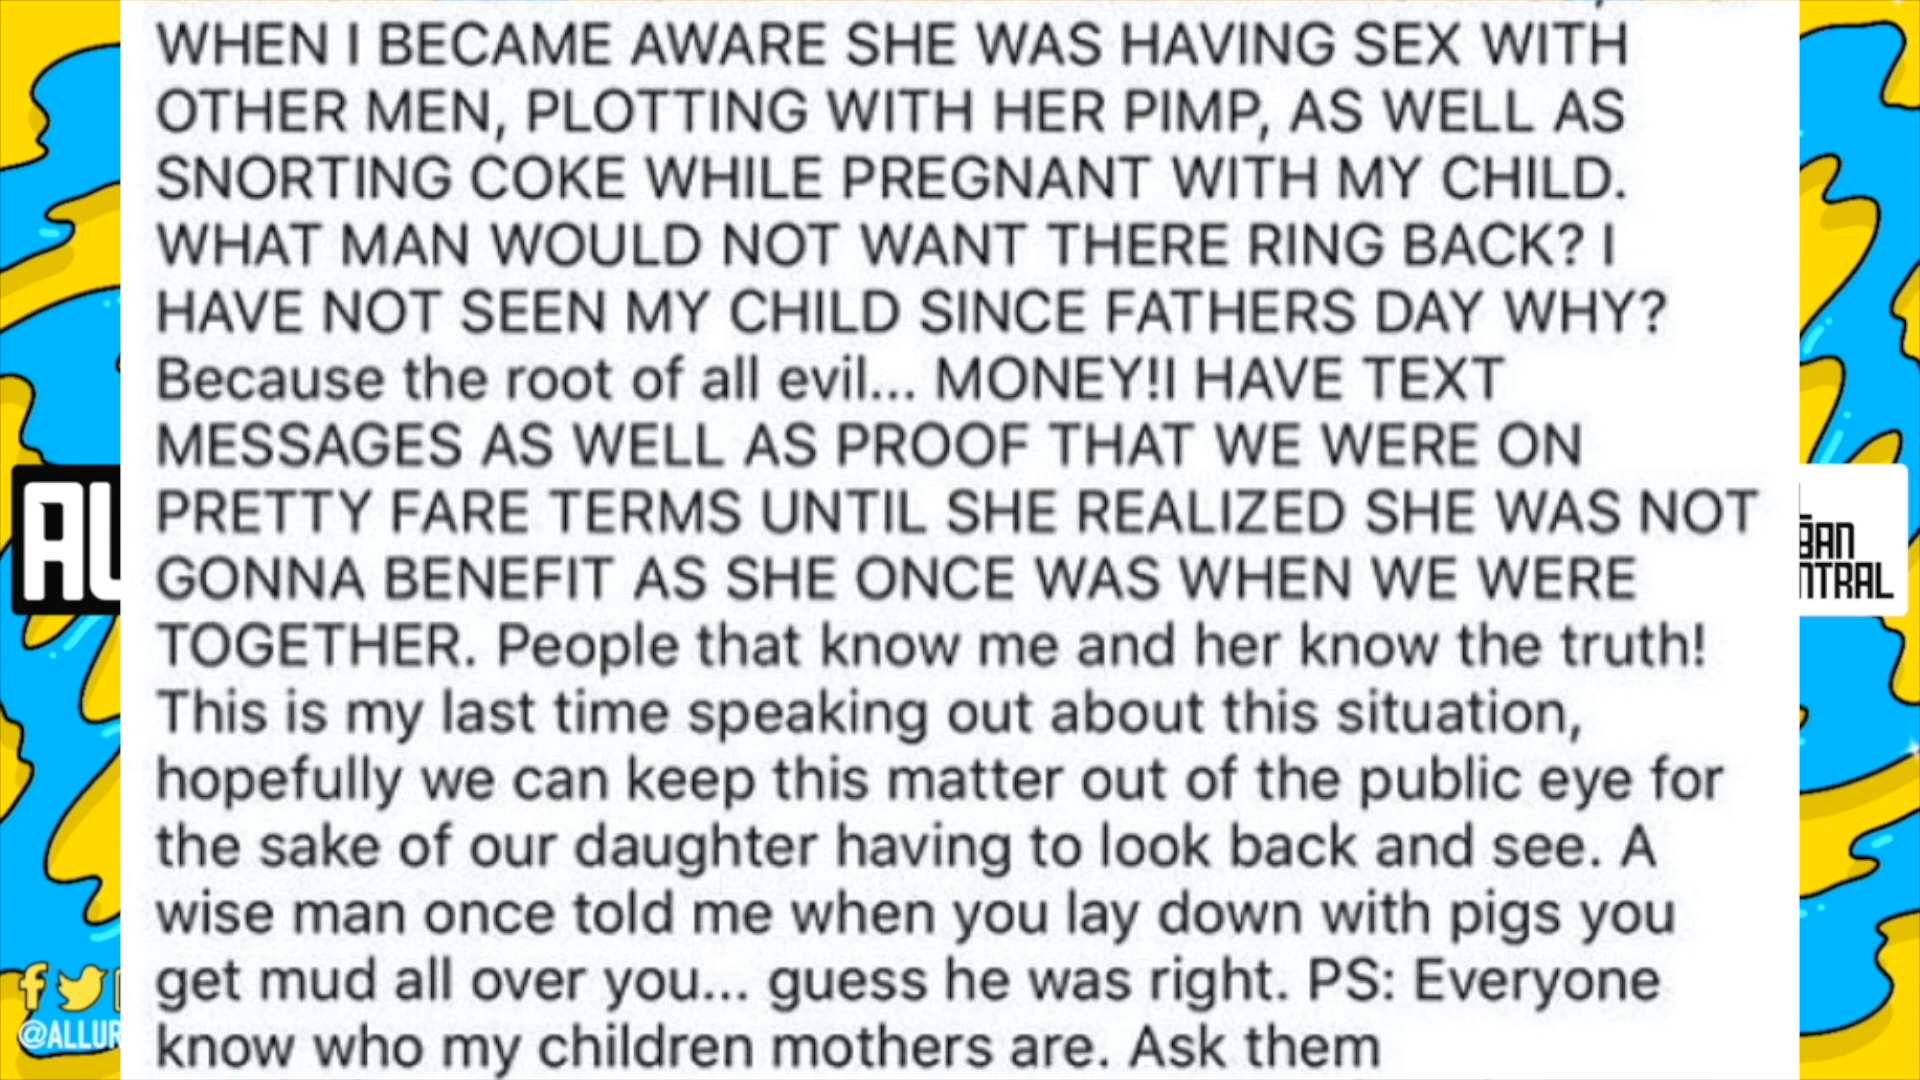 WHEN I BECAME AWARE SHE WAS HAVING SEX WITH
OTHER MEN, PLOTTING WITH HER PIMP, AS WELL AS
SNORTING COKE WHILE PREGNANT WITH MY CHILD.
WHAT MAN WOULD NOT WANT THERE RING BACK? I
HAVE NOT SEEN MY CHILD SINCE FATHERS DAY WHY?
Because the root of all evil... MONEY!I HAVE TEXT
MESSAGES AS WELL AS PROOF THAT WE WERE ON
PRETTY FARE TERMS UNTIL SHE REALIZED SHE WAS NOT
GONNA BENEFIT AS SHE ONCE WAS WHEN WE WERE
TOGETHER. People that know me and her know the truth!
This is my last time speaking out about this situation,
hopefully we can keep this matter out of the public eye for
the sake of our daughter having to look back and see. A
wise man once told me when you lay down with pigs you
get mud all over you... guess he was right. PS: Everyone
know who my children mothers are. Ask them
AL
BAN
NTRAL
@ALLUR